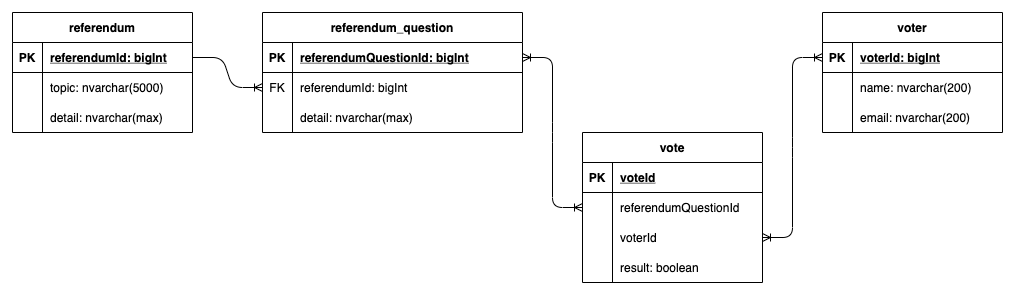 referendum
PK referendumId: bigInt
topic: nvarchar(5000)
detail: nvarchar(max)
referendum_question
PK referendumQuestionId: bigInt
FK referendumId: bigInt
detail: nvarchar(max)
voter
PK voterId: bigInt
name: nvarchar(200)
email: nvarchar(200)
vote
PK voteId
referendumQuestionId
voterId
result: boolean